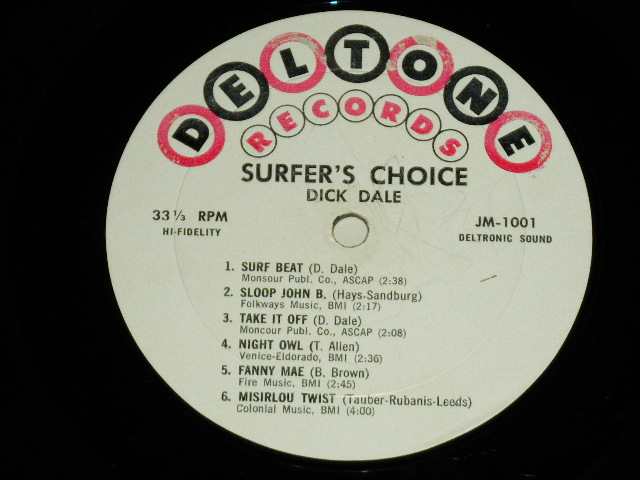 DELTONE
RECORDS
SURFER'S CHOICE
DICK DALE
33⅓ RPM
HI-FIDELITY
JM-1001
DELTRONIC SOUND
1. SURF BEAT (D. Dale)
Monsour Publ. Co., ASCAP (2:38)
2. SLOOP JOHN B. (Hays-Sandburg)
Folkways Music, BMI (2:17)
3. TAKE IT OFF (D. Dale)
Moncour Publ. Co., ASCAP (2:08)
4. NIGHT OWL (T. Allen)
Venice-Eldorado, BMI (2:36)
5. FANNY MAE (B. Brown)
Fire Music, BMI (2:45)
6. MISIRLOU TWIST (Tauber-Rubanis-Leeds)
Colonial Music, BMI (4:00)